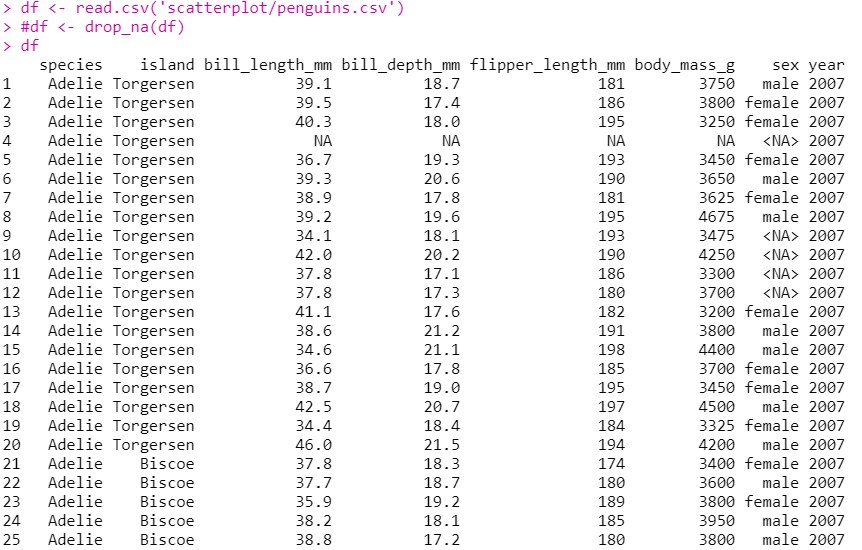 > df <- read.csv('scatterplot/penguins.csv')
> #df <- drop_na(df)
> df
species island bill_length_mm bill_depth_mm flipper_length_mm body_mass_g sex year
1 Adelie Torgersen 39.1 18.7 181 3750 male 2007
2 Adelie Torgersen 39.5 17.4 186 3800 female 2007
3 Adelie Torgersen 40.3 18.0 195 3250 female 2007
4 Adelie Torgersen NA NA NA NA <NA> 2007
5 Adelie Torgersen 36.7 19.3 193 3450 female 2007
6 Adelie Torgersen 39.3 20.6 190 3650 male 2007
7 Adelie Torgersen 38.9 17.8 181 3625 female 2007
8 Adelie Torgersen 39.2 19.6 195 4675 male 2007
9 Adelie Torgersen 34.1 18.1 193 3475 <NA> 2007
10 Adelie Torgersen 42.0 20.2 190 4250 <NA> 2007
11 Adelie Torgersen 37.8 17.1 186 3300 <NA> 2007
12 Adelie Torgersen 37.8 17.3 180 3700 <NA> 2007
13 Adelie Torgersen 41.1 17.6 182 3200 female 2007
14 Adelie Torgersen 38.6 21.2 191 3800 male 2007
15 Adelie Torgersen 34.6 21.1 198 4400 male 2007
16 Adelie Torgersen 36.6 17.8 185 3700 female 2007
17 Adelie Torgersen 38.7 19.0 195 3450 female 2007
18 Adelie Torgersen 42.5 20.7 197 4500 male 2007
19 Adelie Torgersen 34.4 18.4 184 3325 female 2007
20 Adelie Torgersen 46.0 21.5 194 4200 male 2007
21 Adelie Biscoe 37.8 18.3 174 3400 female 2007
22 Adelie Biscoe 37.7 18.7 180 3600 male 2007
23 Adelie Biscoe 35.9 19.2 189 3800 female 2007
24 Adelie Biscoe 38.2 18.1 185 3950 male 2007
25 Adelie Biscoe 38.8 17.2 180 3800 male 2007